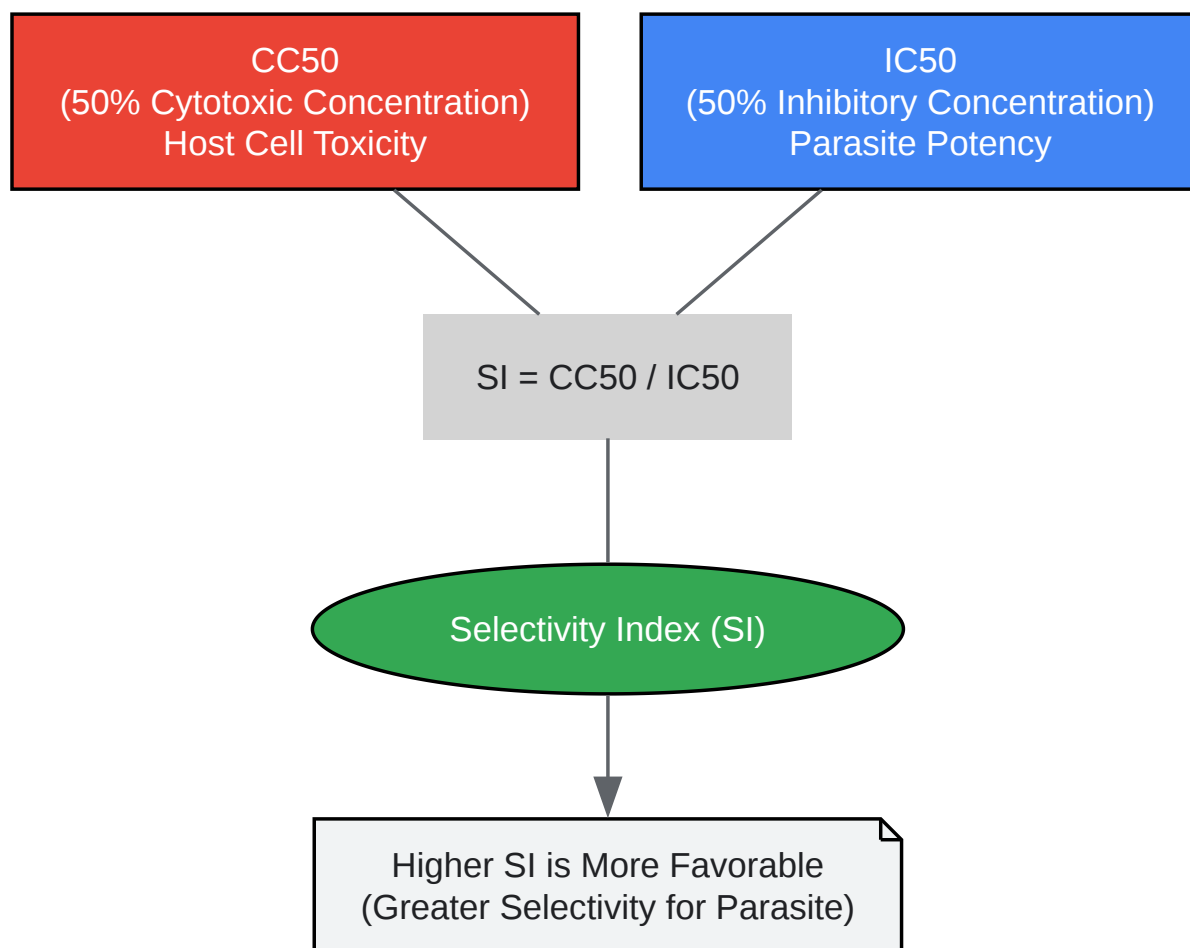 CC50
(50% Cytotoxic Concentration)
Host Cell Toxicity
IC50
(50% Inhibitory Concentration)
Parasite Potency
SI = CC50 / IC50
Selectivity Index (SI)
Higher SI is More Favorable
(Greater Selectivity for Parasite)